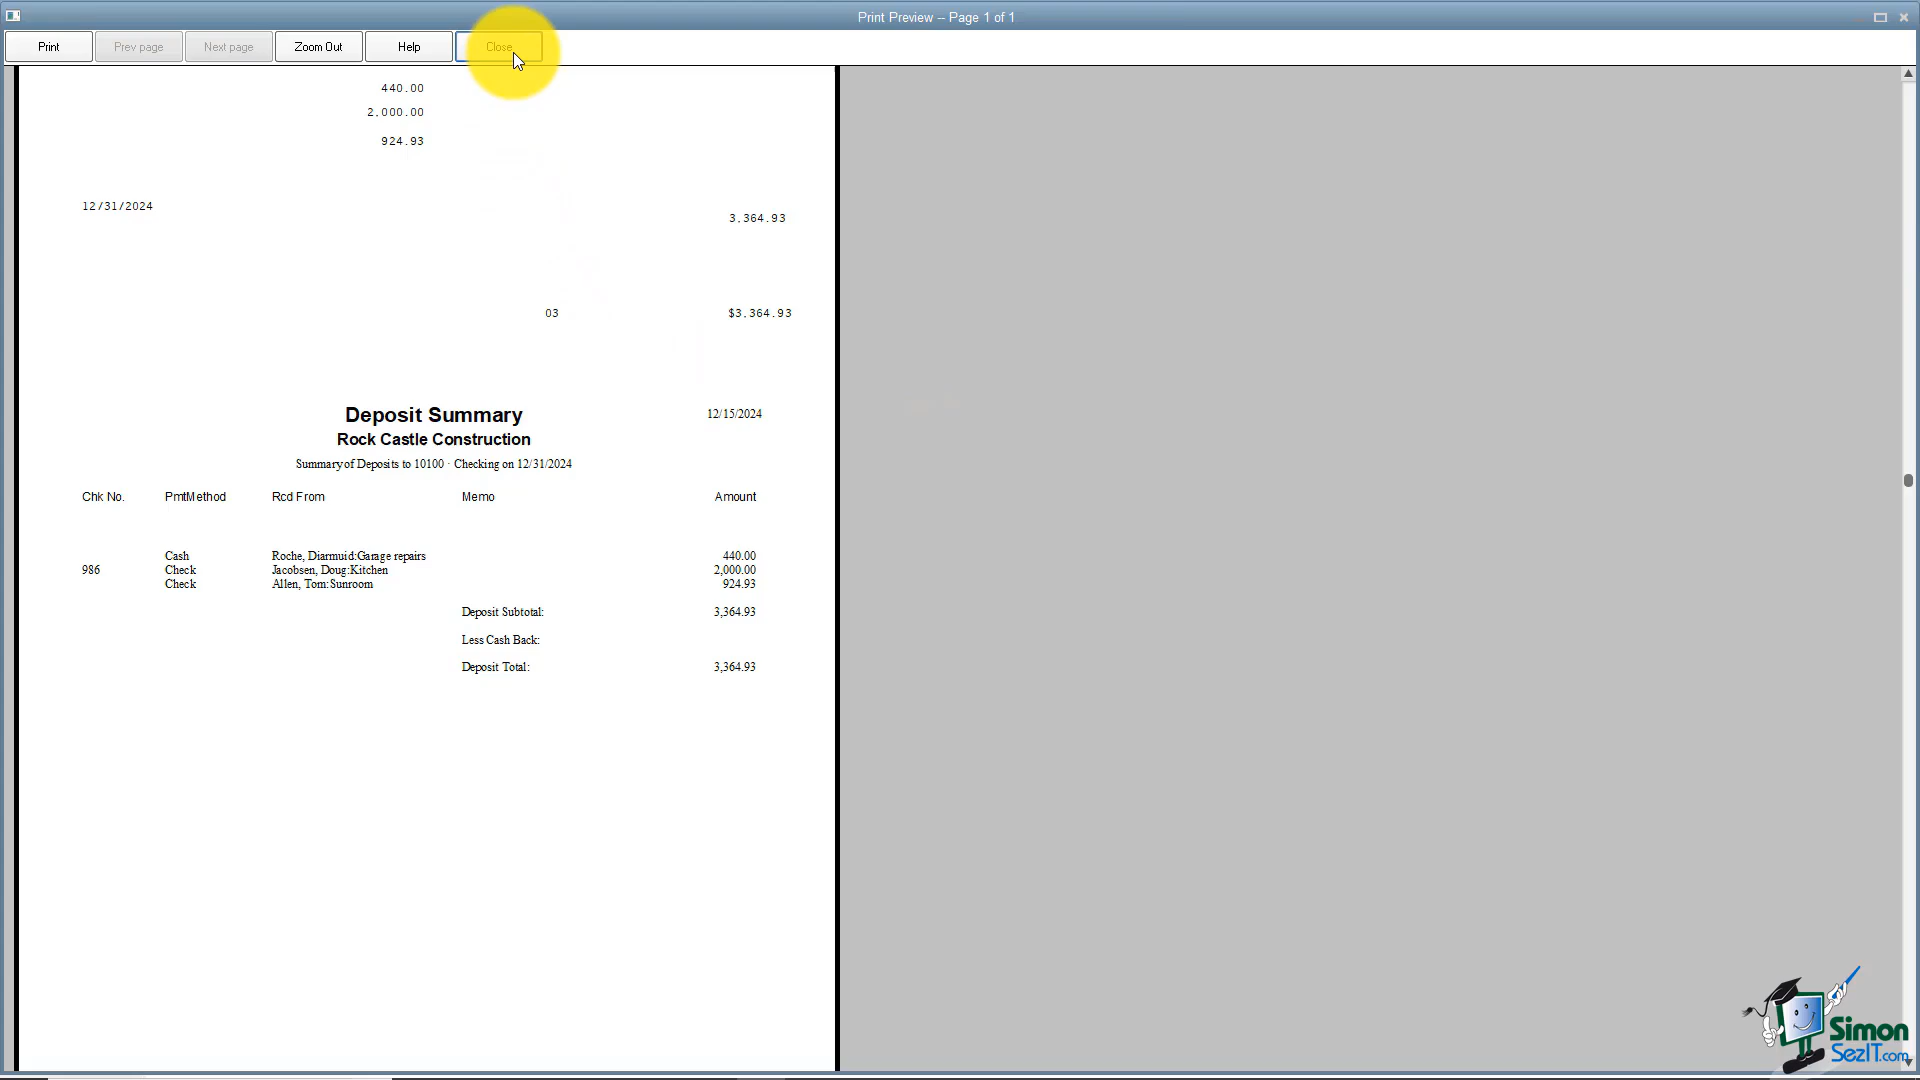 Print Preview -- Page 1 of 1
Print Prev page Next page Zoom Out Help Close
440.00
2,000.00
924.93
12/31/2024
3,364.93
03 $3,364.93
Deposit Summary 12/15/2024
Rock Castle Construction
Summary of Deposits to 10100 · Checking on 12/31/2024
Chk No. PmtMethod Rcd From Memo Amount
Cash Roche, Diarmuid:Garage repairs 440.00
986 Check Jacobsen, Doug:Kitchen 2,000.00
Check Allen, Tom:Sunroom 924.93
Deposit Subtotal: 3,364.93
Less Cash Back:
Deposit Total: 3,364.93
Simon
SezIT.com